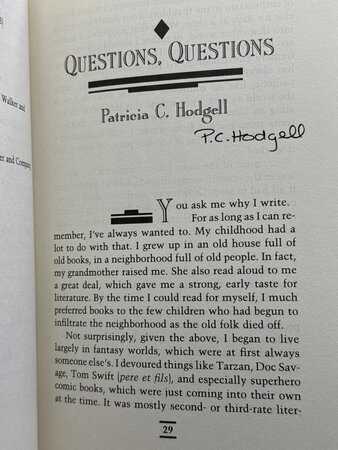 8)
Walker and
er and Company
QUESTIONS, QUESTIONS
Patricia C. Hodgell
P.C. Hodgell
You ask me why I write.
For as long as I can re-
member, I've always wanted to. My childhood had a
lot to do with that. I grew up in an old house full of
old books, in a neighborhood full of old people. In fact,
my grandmother raised me. She also read aloud to me
a great deal, which gave me a strong, early taste for
literature. By the time I could read for myself, I much
preferred books to the few children who had begun to
infiltrate the neighborhood as the old folk died off.
Not surprisingly, given the above, I began to live
largely in fantasy worlds, which were at first always
someone else's. I devoured things like Tarzan, Doc Sav-
age, Tom Swift [pere et fils], and especially superhero
comic books, which were just coming into their own
at the time. It was mostly second- or third-rate liter-
29